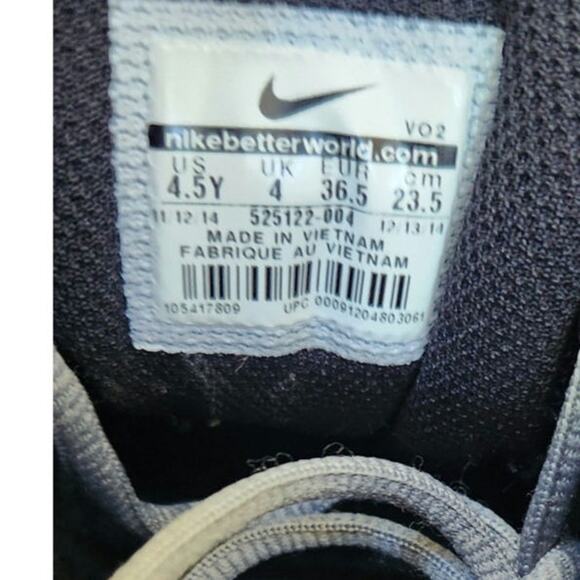 VO2
nikebetterworld.com
US UK EUR cm
4.5Y 4 36.5 23.5
11/12/14 525122-004 12/13/14
MADE IN VIETNAM
FABRIQUE AU VIETNAM
105417809 UPC 00091204803061